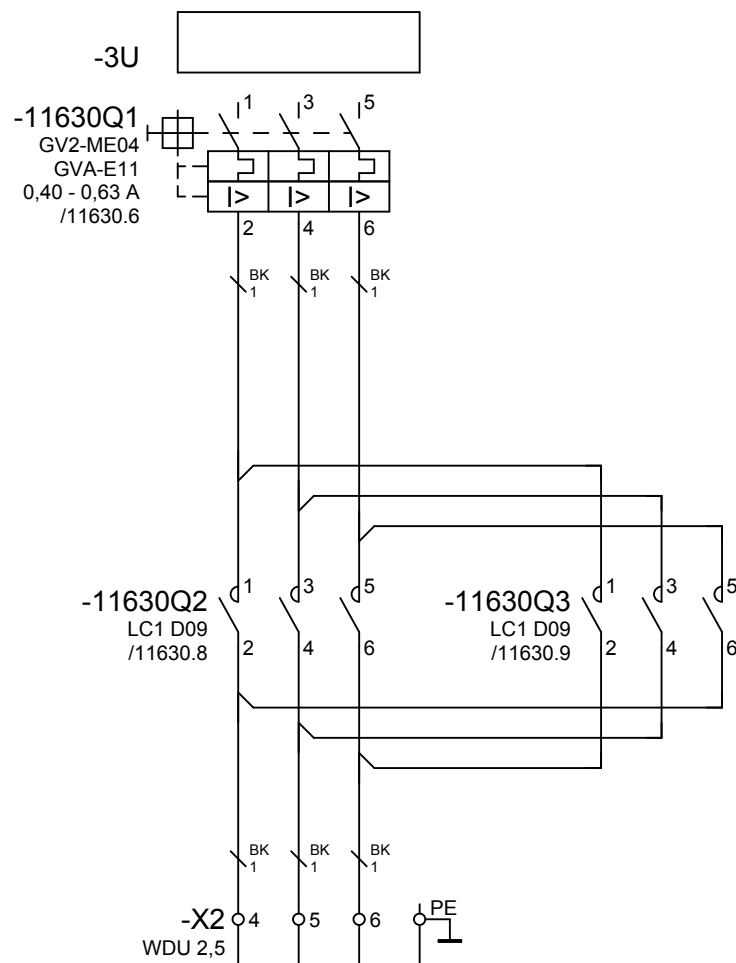 -3U
1 3 5
-11630Q1
GV2-ME04
GVA-E11
0,40 - 0,63 A
/11630.6
I> I> I>
2 4 6
BK BK BK
1 1 1
1 3 5 1 3 5
-11630Q2 -11630Q3
LC1 D09 LC1 D09
/11630.8 /11630.9
2 4 6 2 4 6
BK BK BK
1 1 1
-X2 4 5 6 PE
WDU 2,5